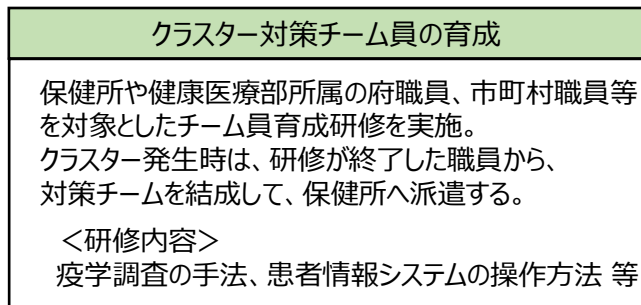 クラスター対策チーム員の育成
保健所や健康医療部所属の府職員、市町村職員等
を対象としたチーム員育成研修を実施。
クラスター発生時は、研修が終了した職員から、
対策チームを結成して、保健所へ派遣する。
＜研修内容＞
疫学調査の手法、患者情報システムの操作方法 等